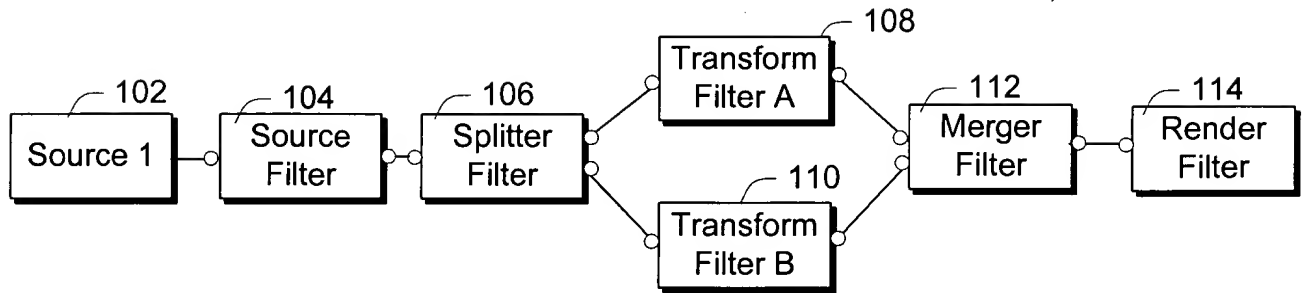 108
Transform
Filter A
102
Source 1
104
Source
Filter
106
Splitter
Filter
112
Merger
Filter
114
Render
Filter
110
Transform
Filter B